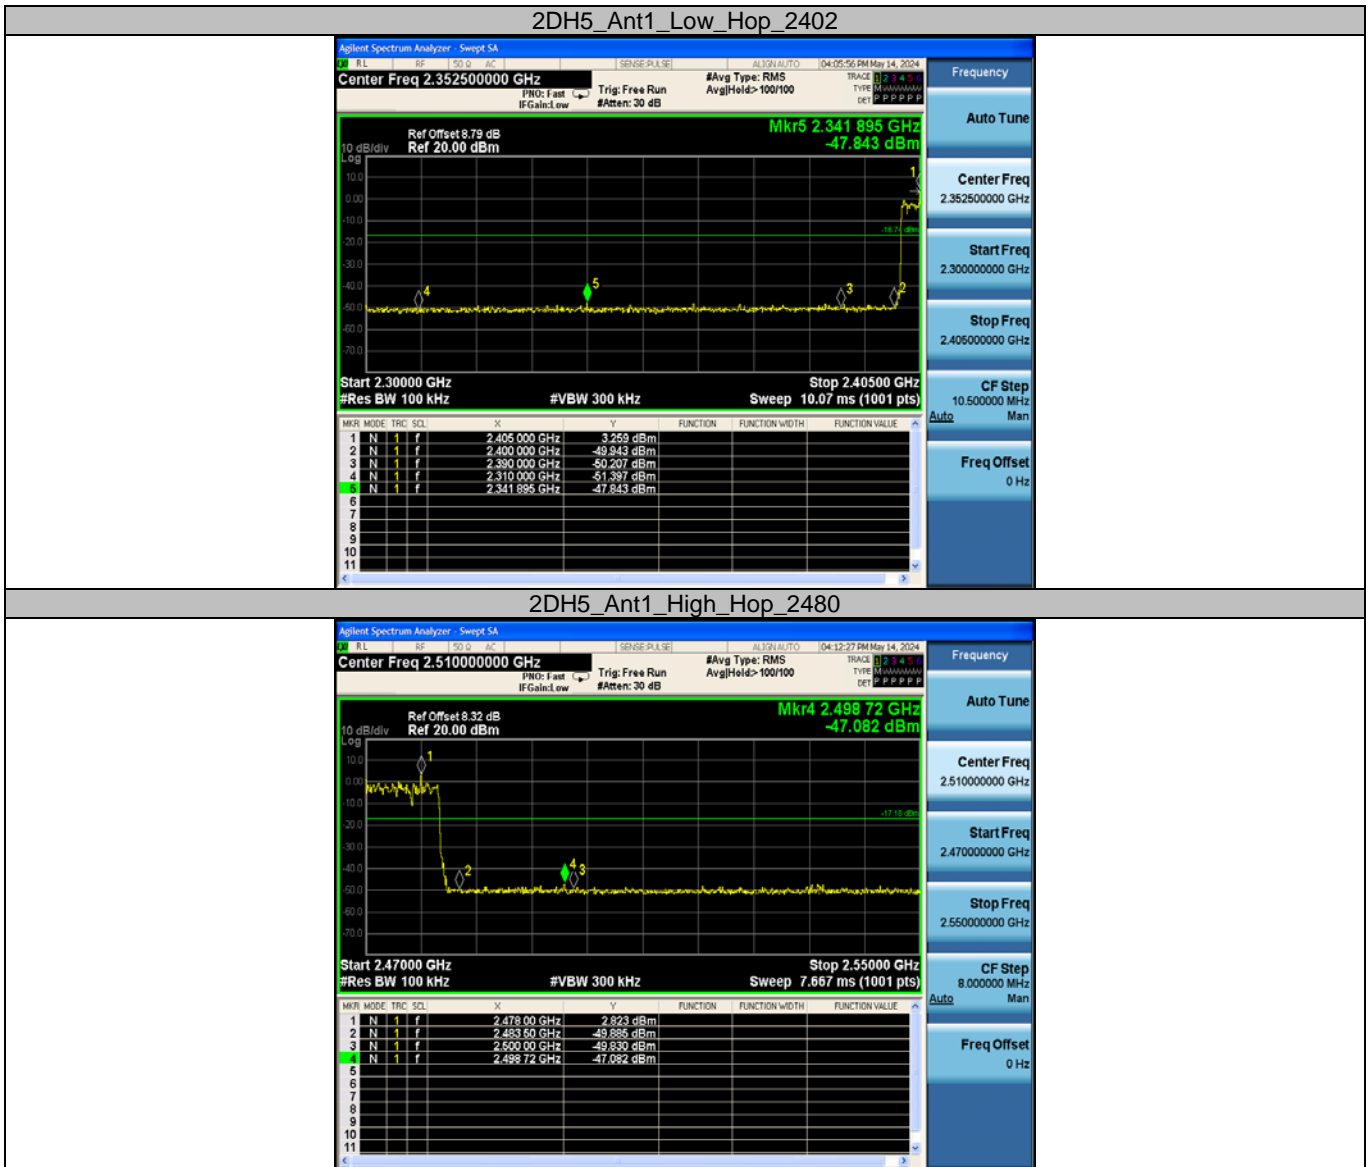 2DH5_Ant1_Low_Hop_2402
Agilent Spectrum Analyzer - Swept SA
RL RF 50 Ω AC SENSE:PULSE ALIGN AUTO 04:05:56 PM May 14, 2024
Center Freq 2.352500000 GHz
#Avg Type: RMS
TRACE 1 2 3 4 5 6
PNO: Fast Trig: Free Run Avg|Hold:> 100/100 TYPE
IFGain:Low #Atten: 30 dB DET P P P P P P
Frequency
Auto Tune
Center Freq
2.352500000 GHz
Start Freq
2.300000000 GHz
Stop Freq
2.405000000 GHz
CF Step
10.500000 MHz
Auto Man
Freq Offset
0 Hz
Mkr5 2.341 895 GHz
-47.843 dBm
Ref Offset 8.79 dB
10 dB/div Ref 20.00 dBm
Log
10.0
0.00
-10.0
-20.0
-30.0
-40.0
-50.0
-60.0
-70.0
1
4 5 3 2
Start 2.30000 GHz Stop 2.40500 GHz
#Res BW 100 kHz #VBW 300 kHz Sweep 10.07 ms (1001 pts)
MKR MODE TRC SCL X Y FUNCTION FUNCTION WIDTH FUNCTION VALUE
1 N 1 f 2.405 000 GHz 3.259 dBm
2 N 1 f 2.400 000 GHz -49.943 dBm
3 N 1 f 2.390 000 GHz -50.207 dBm
4 N 1 f 2.310 000 GHz -51.397 dBm
5 N 1 f 2.341 895 GHz -47.843 dBm
6
7
8
9
10
11
2DH5_Ant1_High_Hop_2480
Agilent Spectrum Analyzer - Swept SA
RL RF 50 Ω AC SENSE:PULSE ALIGN AUTO 04:12:27 PM May 14, 2024
Center Freq 2.510000000 GHz
#Avg Type: RMS
TRACE 1 2 3 4 5 6
PNO: Fast Trig: Free Run Avg|Hold:> 100/100 TYPE
IFGain:Low #Atten: 30 dB DET P P P P P P
Frequency
Auto Tune
Center Freq
2.510000000 GHz
Start Freq
2.470000000 GHz
Stop Freq
2.550000000 GHz
CF Step
8.000000 MHz
Auto Man
Freq Offset
0 Hz
Mkr4 2.498 72 GHz
-47.082 dBm
Ref Offset 8.32 dB
10 dB/div Ref 20.00 dBm
Log
10.0
0.00
-10.0
-20.0
-30.0
-40.0
-50.0
-60.0
-70.0
1
-17.18 dBm
2 4 3
Start 2.47000 GHz Stop 2.55000 GHz
#Res BW 100 kHz #VBW 300 kHz Sweep 7.667 ms (1001 pts)
MKR MODE TRC SCL X Y FUNCTION FUNCTION WIDTH FUNCTION VALUE
1 N 1 f 2.478 00 GHz 2.823 dBm
2 N 1 f 2.483 50 GHz -49.885 dBm
3 N 1 f 2.500 00 GHz -49.830 dBm
4 N 1 f 2.498 72 GHz -47.082 dBm
5
6
7
8
9
10
11